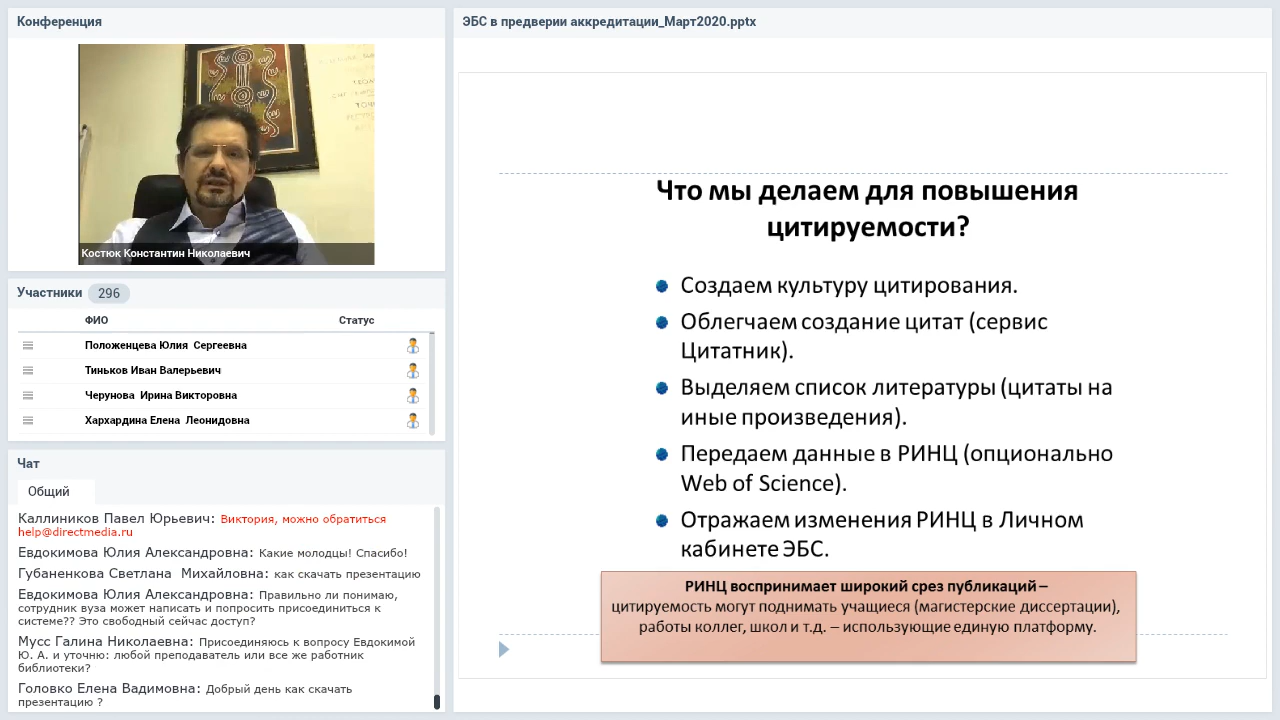 Конференция
Костюк Константин Николаевич
Участники 296
ФИО Статус
Положенцева Юлия Сергеевна
Тиньков Иван Валерьевич
Черунова Ирина Викторовна
Хархардина Елена Леонидовна
Чат
Общий
Каллиников Павел Юрьевич: Виктория, можно обратиться
help@directmedia.ru
Евдокимова Юлия Александровна: Какие молодцы! Спасибо!
Губаненкова Светлана Михайловна: как скачать презентацию
Евдокимова Юлия Александровна: Правильно ли понимаю,
сотрудник вуза может написать и попросить присоединиться к
системе?? Это свободный сейчас доступ?
Мусс Галина Николаевна: Присоединяюсь к вопросу Евдокимой
Ю. А. и уточню: любой преподаватель или все же работник
библиотеки?
Головко Елена Вадимовна: Добрый день как скачать
презентацию ?
ЭБС в предверии аккредитации_Март2020.pptx
Что мы делаем для повышения
цитируемости?
Создаем культуру цитирования.
Облегчаем создание цитат (сервис
Цитатник).
Выделяем список литературы (цитаты на
иные произведения).
Передаем данные в РИНЦ (опционально
Web of Science).
Отражаем изменения РИНЦ в Личном
кабинете ЭБС.
РИНЦ воспринимает широкий срез публикаций –
цитируемость могут поднимать учащиеся (магистерские диссертации),
работы коллег, школ и т.д. – использующие единую платформу.